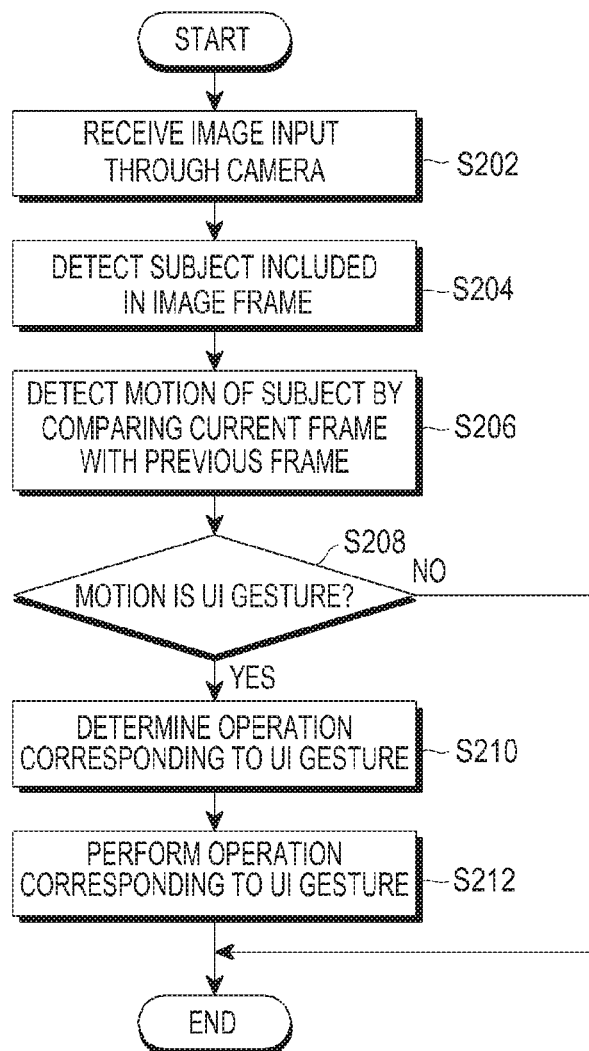 START
RECEIVE IMAGE INPUT
THROUGH CAMERA
S202
DETECT SUBJECT INCLUDED
IN IMAGE FRAME
S204
DETECT MOTION OF SUBJECT BY
COMPARING CURRENT FRAME
WITH PREVIOUS FRAME
S206
S208
MOTION IS UI GESTURE?
NO
YES
DETERMINE OPERATION
CORRESPONDING TO UI GESTURE
S210
PERFORM OPERATION
CORRESPONDING TO UI GESTURE
S212
END